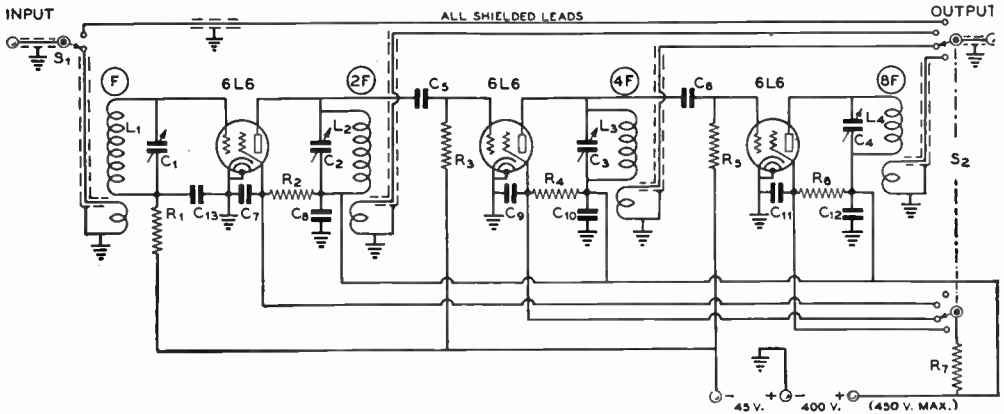 INPUT
ALL SHIELDED LEADS
OUTPUT
S1
F
6L6
2F
C5
6L6
4F
C6
6L6
8F
L1
C1
L2
C2
R3
L3
C3
R5
L4
C4
S2
R1
C13
C7
R2
C8
C9
R4
C10
C11
R6
C12
R7
- 45 V. + - 400 V. + (450 V. MAX.)